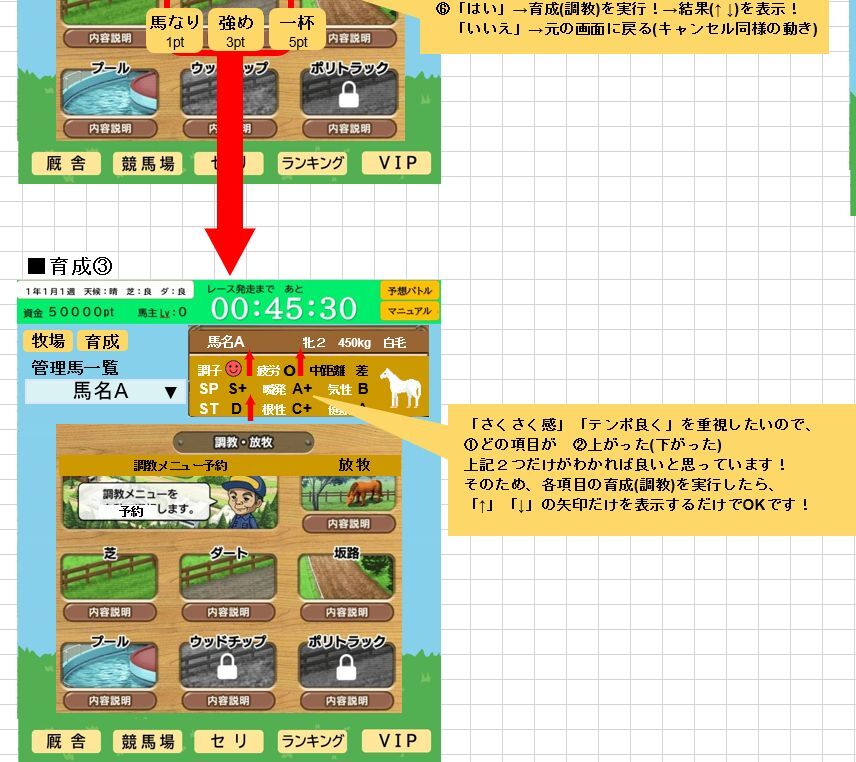 ⑥「はい」→育成(調教)を実行！→結果(↑↓)を表示！
「いいえ」→元の画面に戻る(キャンセル同様の動き)
馬なり 強め 一杯
1pt 3pt 5pt
内容説明 内容説明
プール ウッドチップ ポリトラック
内容説明 内容説明 内容説明
厩舎 競馬場 セリ ランキング VIP
■育成③
1年1月1週 天候:晴 芝:良 ダ:良
レース発走まで あと
00:45:30
予想バトル
資金 50000pt 馬主Lv:0
マニュアル
牧場 育成
馬名A 牝2 450kg 白毛
管理馬一覧
馬名A ▼
調子 疲労 ○ 中距離 差
SP S+ 瞬発 A+ 気性 B
ST D 根性 C+
「さくさく感」「テンポ良く」を重視したいので、
①どの項目が ②上がった(下がった)
上記２つだけがわかれば良いと思っています！
そのため、各項目の育成(調教)を実行したら、
「↑」「↓」の矢印だけを表示するだけでOKです！
調教・放牧
調教メニュー予約 放牧
調教メニューを
予約します。
内容説明
芝 ダート 坂路
内容説明 内容説明 内容説明
プール ウッドチップ ポリトラック
内容説明 内容説明 内容説明
厩舎 競馬場 セリ ランキング VIP